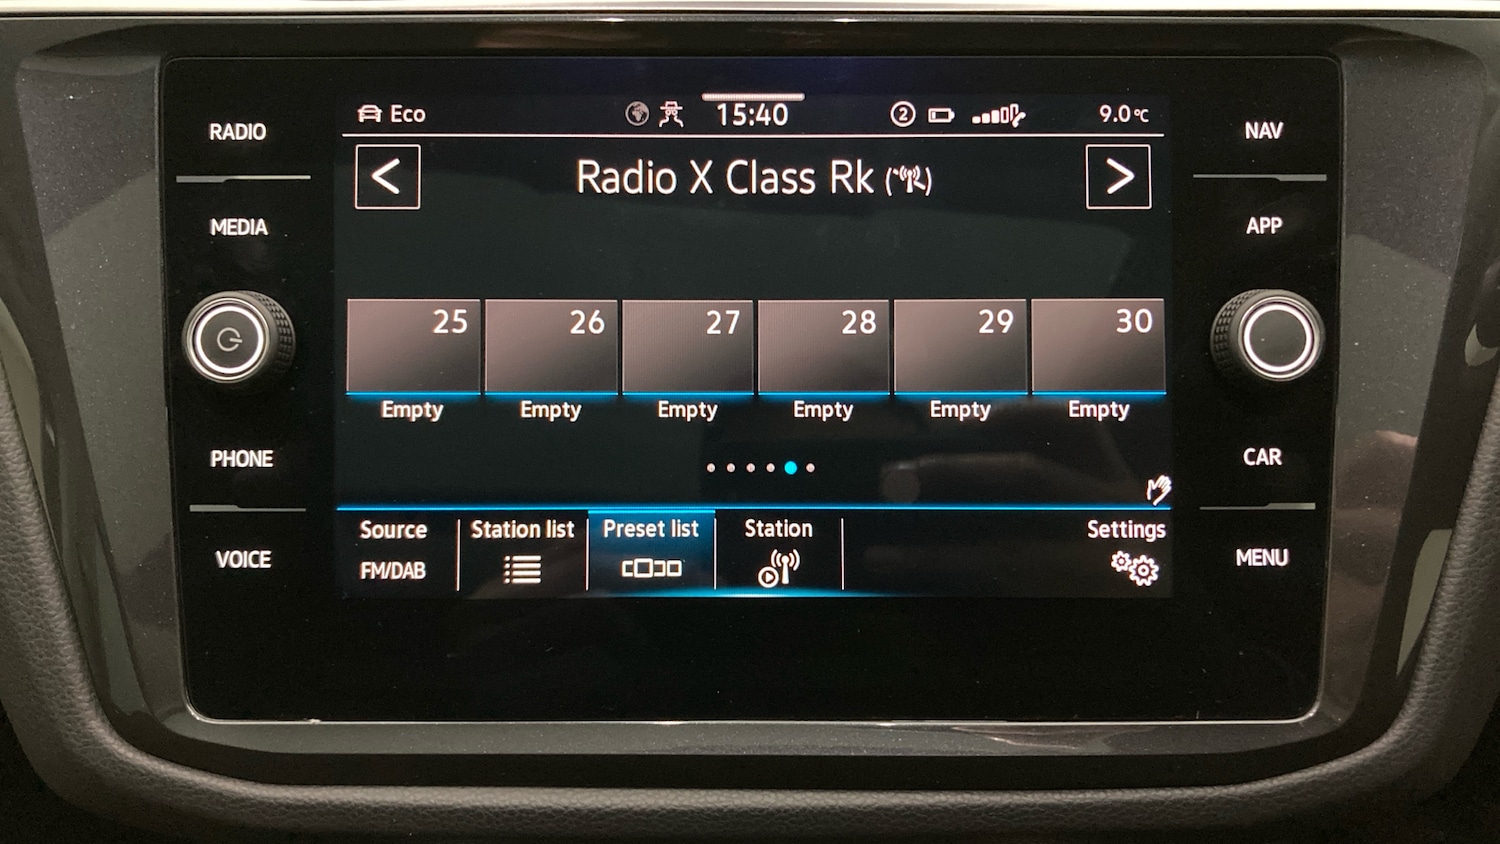 RADIO
MEDIA
PHONE
VOICE
Eco
15:40
2
9.0°C
<
Radio X Class Rk
>
25 26 27 28 29 30
Empty Empty Empty Empty Empty Empty
Source Station list Preset list Station Settings
FM/DAB
NAV
APP
CAR
MENU